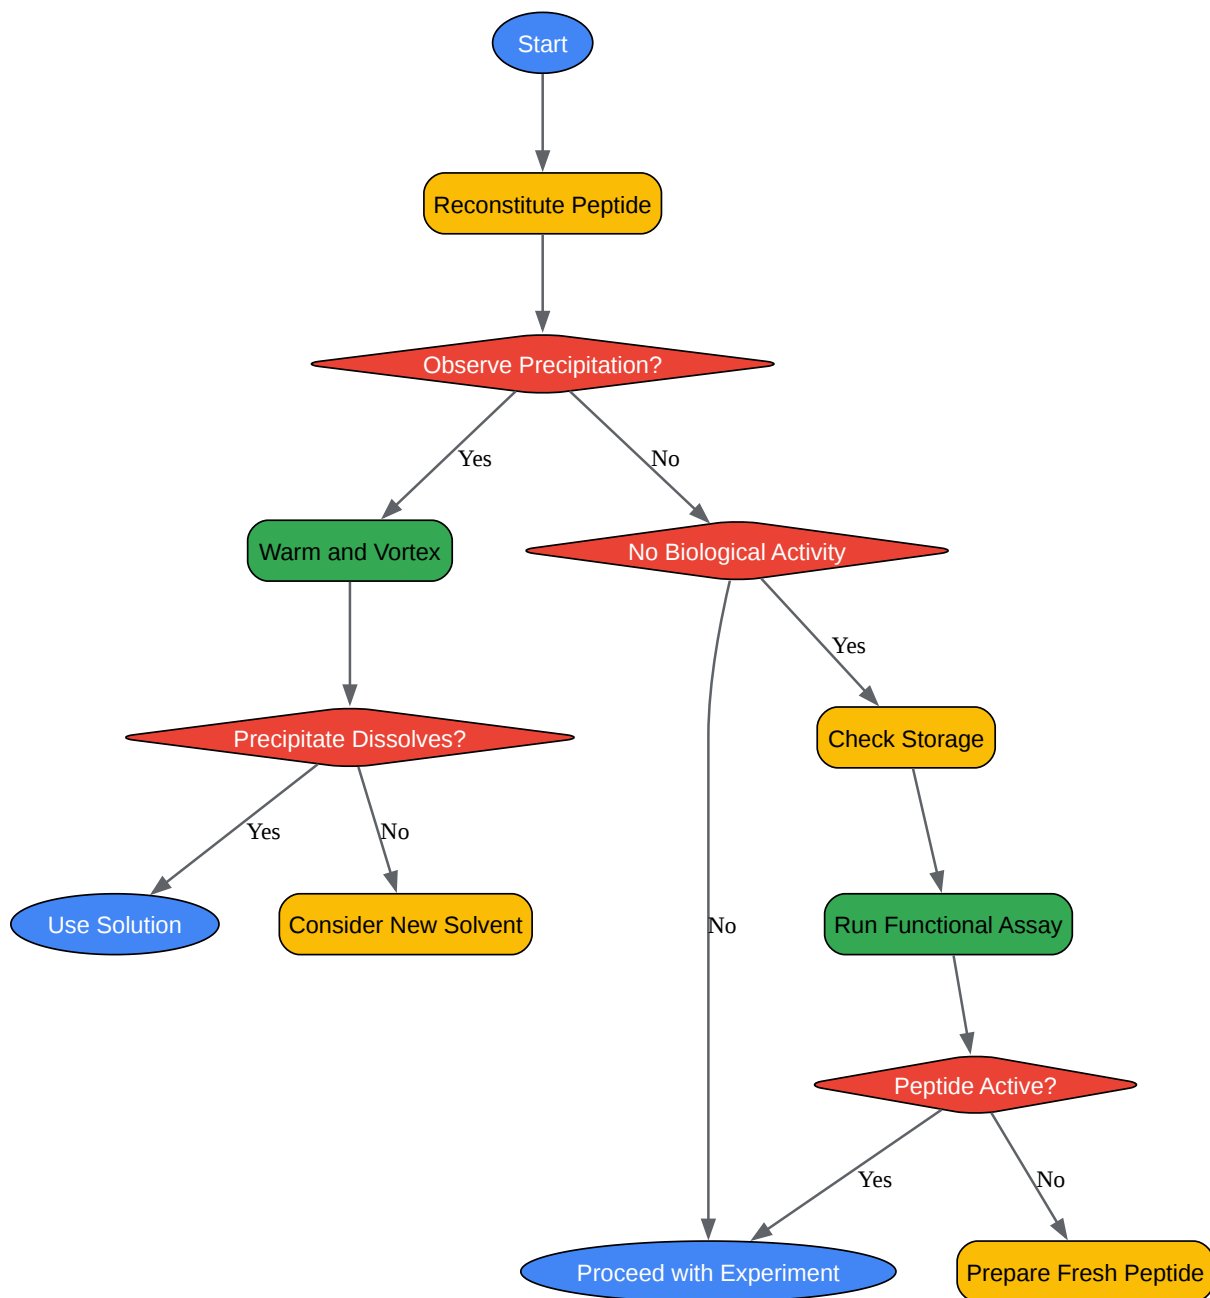 Start
Reconstitute Peptide
Observe Precipitation?
Yes
No
Warm and Vortex
No Biological Activity
Yes
Precipitate Dissolves?
Check Storage
Yes
No
Use Solution
Consider New Solvent
No
Run Functional Assay
Peptide Active?
Yes
No
Proceed with Experiment
Prepare Fresh Peptide